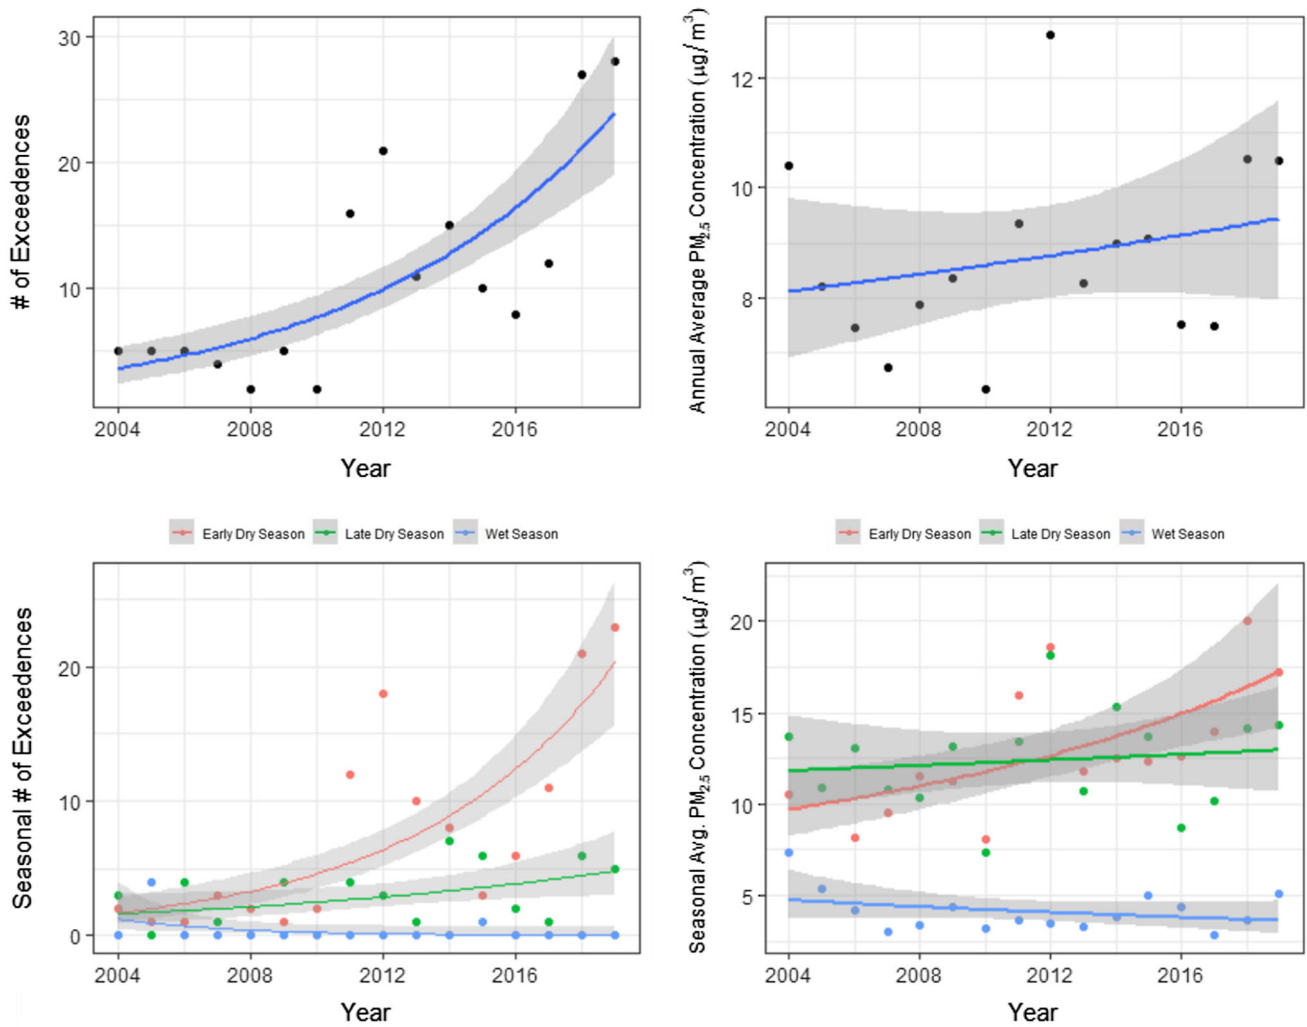 # of Exceedences
30
20
10
2004 2008 2012 2016
Year
Annual Average PM2.5 Concentration (μg/m³)
12
10
8
2004 2008 2012 2016
Year
Early Dry Season Late Dry Season Wet Season
Seasonal # of Exceedences
20
10
0
2004 2008 2012 2016
Year
Early Dry Season Late Dry Season Wet Season
Seasonal Avg. PM2.5 Concentration (μg/m³)
20
15
10
5
2004 2008 2012 2016
Year